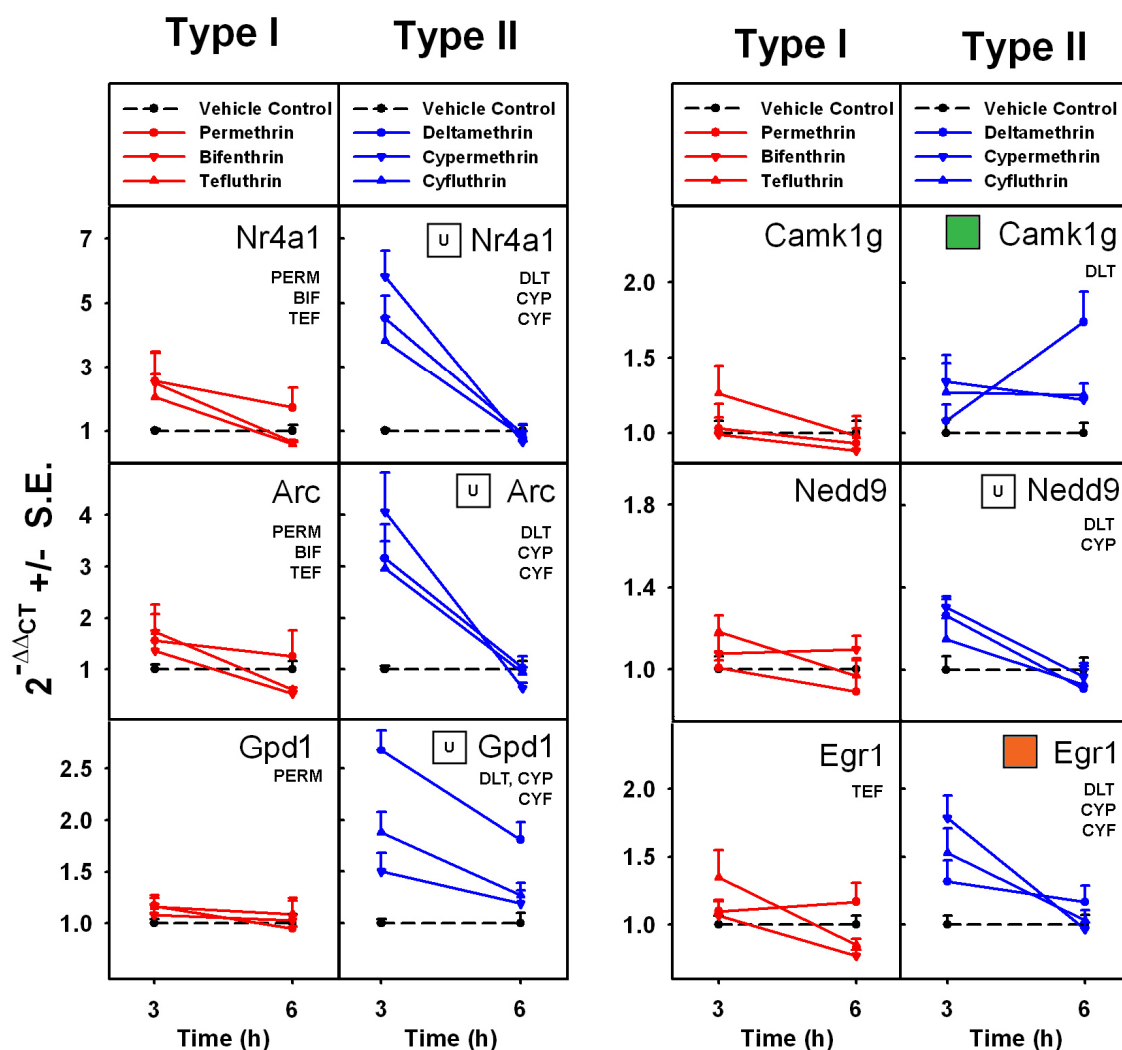 Type I
Type II
Vehicle Control
Permethrin
Bifenthrin
Tefluthrin
Vehicle Control
Deltamethrin
Cypermethrin
Cyfluthrin
2^-ΔΔCT +/- S.E.
7
5
3
1
Nr4a1
PERM
BIF
TEF
U Nr4a1
DLT
CYP
CYF
4
3
2
1
Arc
PERM
BIF
TEF
U Arc
DLT
CYP
CYF
2.5
2.0
1.5
1.0
Gpd1
PERM
U Gpd1
DLT, CYP
CYF
3 6
Time (h)
3 6
Time (h)
Type I
Type II
Vehicle Control
Permethrin
Bifenthrin
Tefluthrin
Vehicle Control
Deltamethrin
Cypermethrin
Cyfluthrin
2.0
1.5
1.0
Camk1g
Camk1g
DLT
1.8
1.4
1.0
Nedd9
U Nedd9
DLT
CYP
2.0
1.5
1.0
Egr1
TEF
Egr1
DLT
CYP
CYF
3 6
Time (h)
3 6
Time (h)